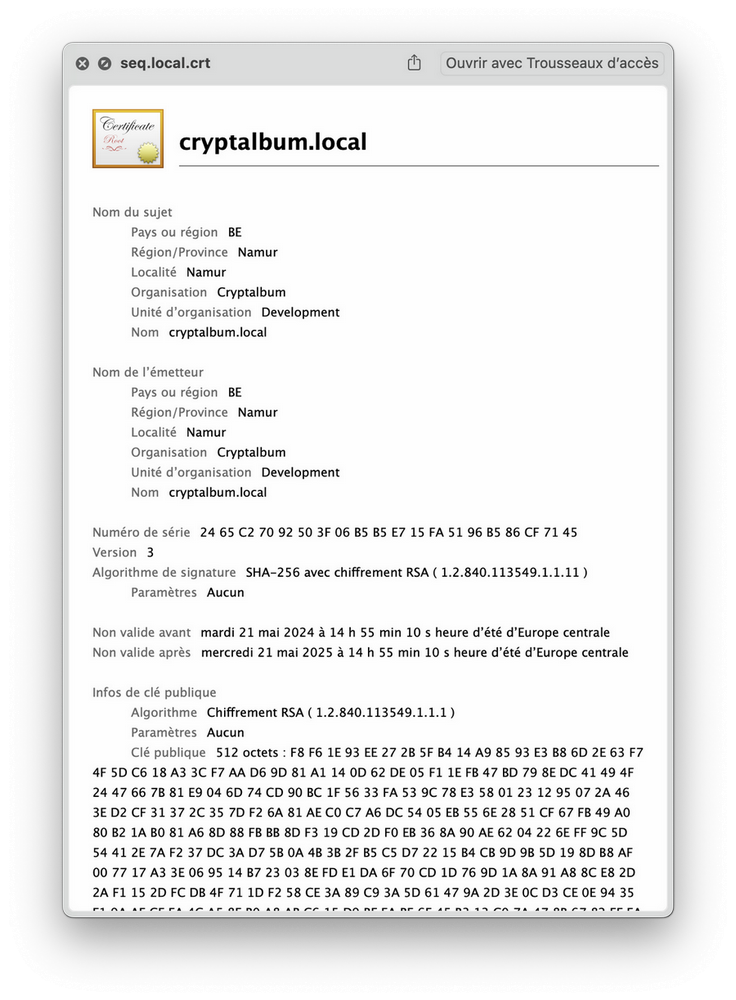 seq.local.crt
Ouvrir avec Trousseaux d’accès
Certificate
Root
cryptalbum.local
Nom du sujet
Pays ou région BE
Région/Province Namur
Localité Namur
Organisation Cryptalbum
Unité d’organisation Development
Nom cryptalbum.local
Nom de l’émetteur
Pays ou région BE
Région/Province Namur
Localité Namur
Organisation Cryptalbum
Unité d’organisation Development
Nom cryptalbum.local
Numéro de série 24 65 C2 70 92 50 3F 06 B5 B5 E7 15 FA 51 96 B5 86 CF 71 45
Version 3
Algorithme de signature SHA-256 avec chiffrement RSA ( 1.2.840.113549.1.1.11 )
Paramètres Aucun
Non valide avant mardi 21 mai 2024 à 14 h 55 min 10 s heure d’été d’Europe centrale
Non valide après mercredi 21 mai 2025 à 14 h 55 min 10 s heure d’été d’Europe centrale
Infos de clé publique
Algorithme Chiffrement RSA ( 1.2.840.113549.1.1.1 )
Paramètres Aucun
Clé publique 512 octets : F8 F6 1E 93 EE 27 2B 5F B4 14 A9 85 93 E3 B8 6D 2E 63 F7
4F 5D C6 18 A3 3C F7 AA D6 9D 81 A1 14 0D 62 DE 05 F1 1E FB 47 BD 79 8E DC 41 49 4F
24 47 66 7B 81 E9 04 6D 74 CD 90 BC 1F 56 33 FA 53 9C 78 E3 58 01 23 12 95 07 2A 46
3E D2 CF 31 37 2C 35 7D F2 6A 81 AE C0 C7 A6 DC 54 05 EB 55 6E 28 51 CF 67 FB 49 A0
80 B2 1A B0 81 A6 8D 88 FB BB 8D F3 19 CD 2D F0 EB 36 8A 90 AE 62 04 22 6E FF 9C 5D
54 41 2E 7A F2 37 DC 3A D7 5B 0A 4B 3B 2F B5 C5 D7 22 15 B4 CB 9D 9B 5D 19 8D B8 AF
00 77 17 A3 3E 06 95 14 B7 23 03 8E FD E1 DA 6F 70 CD 1D 76 9D 1A 8A 91 A8 8C E8 2D
2A F1 15 2D FC DB 4F 71 1D F2 58 CE 3A 89 C9 3A 5D 61 47 9A 2D 3E 0C D3 CE 0E 94 35